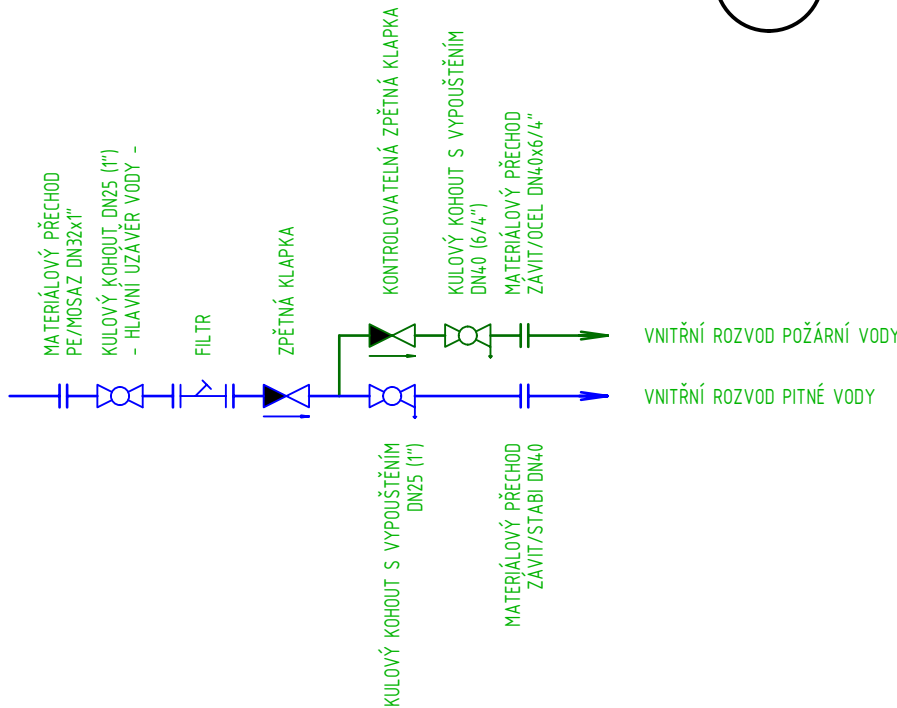 MATERIÁLOVÝ PŘECHOD
PE/MOSAZ DN32x1"
KULOVÝ KOHOUT DN25 (1")
- HLAVNÍ UZÁVĚR VODY -
FILTR
ZPĚTNÁ KLAPKA
KONTROLOVATELNÁ ZPĚTNÁ KLAPKA
KULOVÝ KOHOUT S VYPOUŠTĚNÍM
DN40 (6/4")
MATERIÁLOVÝ PŘECHOD
ZÁVIT/OCEL DN40x6/4"
VNITŘNÍ ROZVOD POŽÁRNÍ VODY
VNITŘNÍ ROZVOD PITNÉ VODY
KULOVÝ KOHOUT S VYPOUŠTĚNÍM
DN25 (1")
MATERIÁLOVÝ PŘECHOD
ZÁVIT/STABI DN40